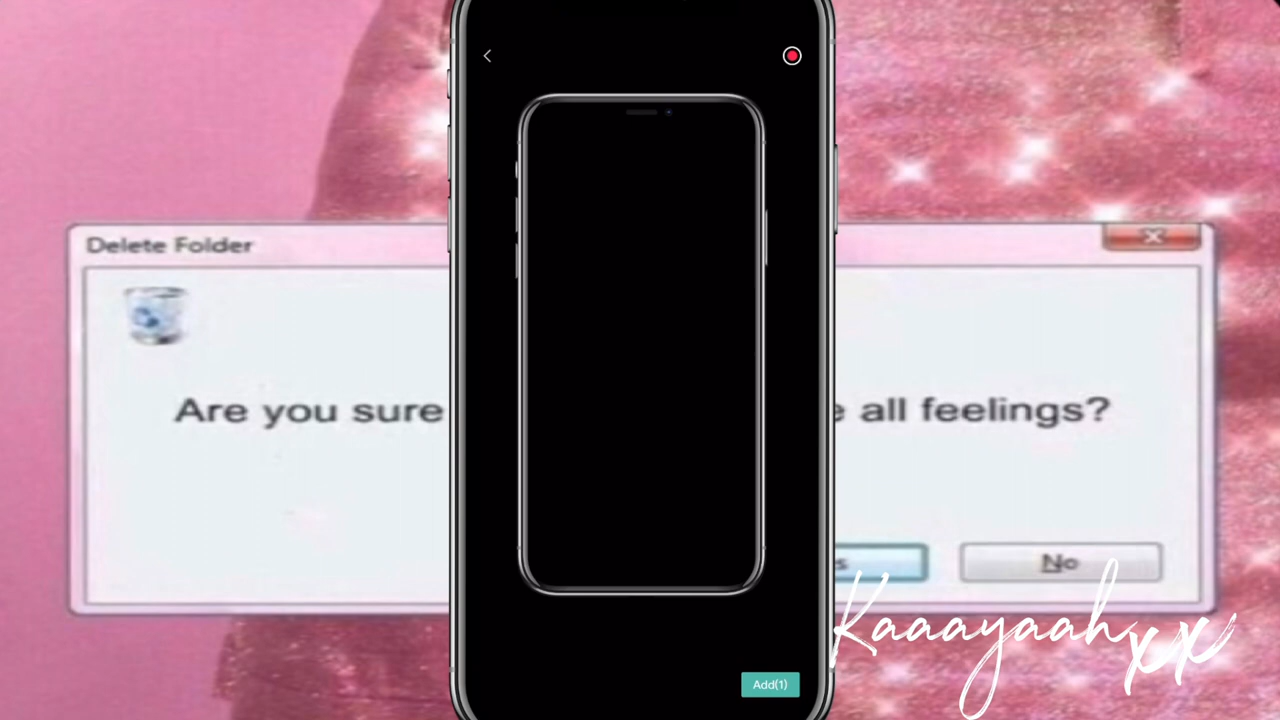 Delete Folder
Are you sure
all feelings?
No
Kaaayaahxx
Add(1)